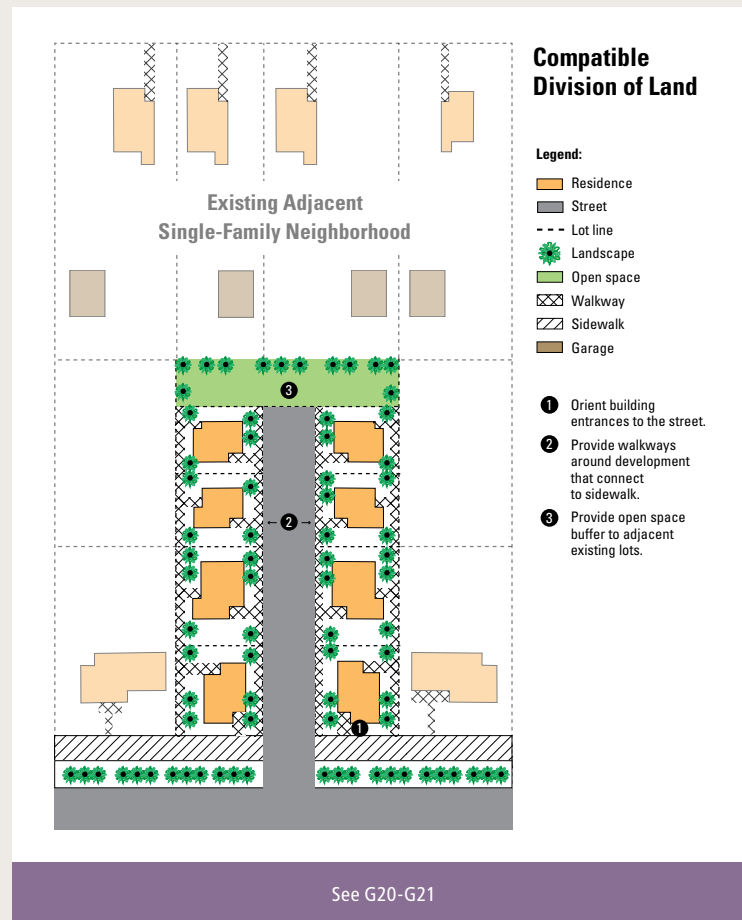 Compatible
Division of Land
Legend:
Residence
Street
Lot line
Landscape
Open space
Walkway
Sidewalk
Garage
1 Orient building
entrances to the street.
2 Provide walkways
around development
that connect
to sidewalk.
3 Provide open space
buffer to adjacent
existing lots.
Existing Adjacent
Single-Family Neighborhood
3
2
1
See G20-G21